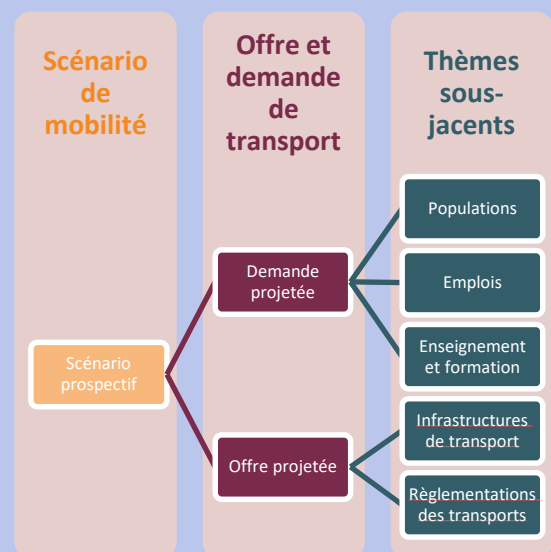 Scénario
de
mobilité
Offre et
demande
de
transport
Thèmes
sous-
jacents
Scénario
prospectif
Demande
projetée
Offre projetée
Populations
Emplois
Enseignement
et formation
Infrastructures
de transport
Règlementations
des transports